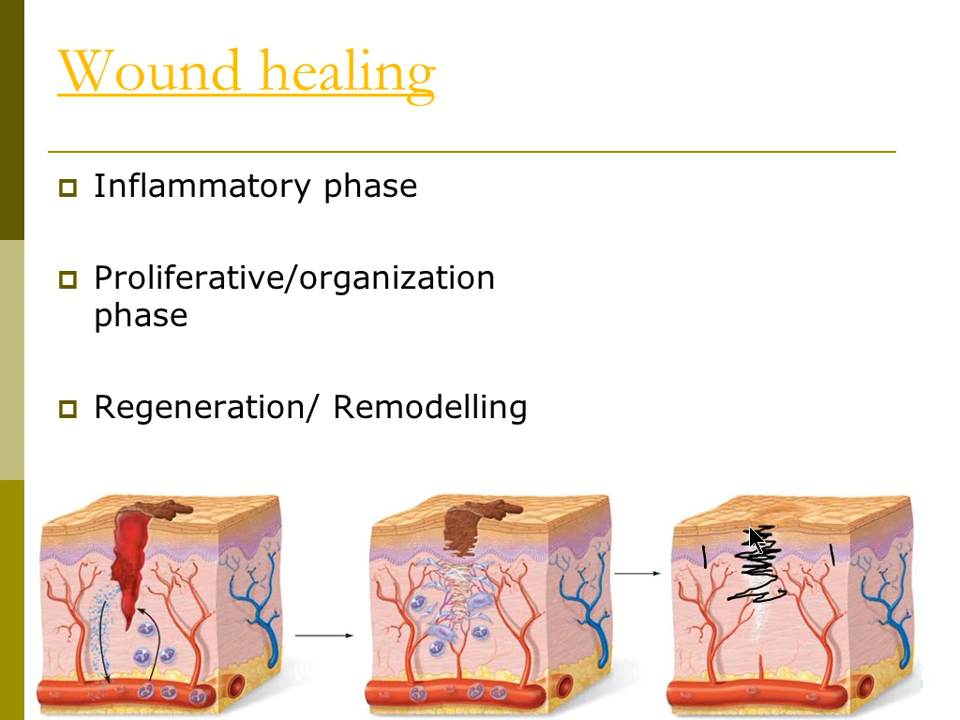 Wound healing
Inflammatory phase
Proliferative/organization
phase
Regeneration/ Remodelling